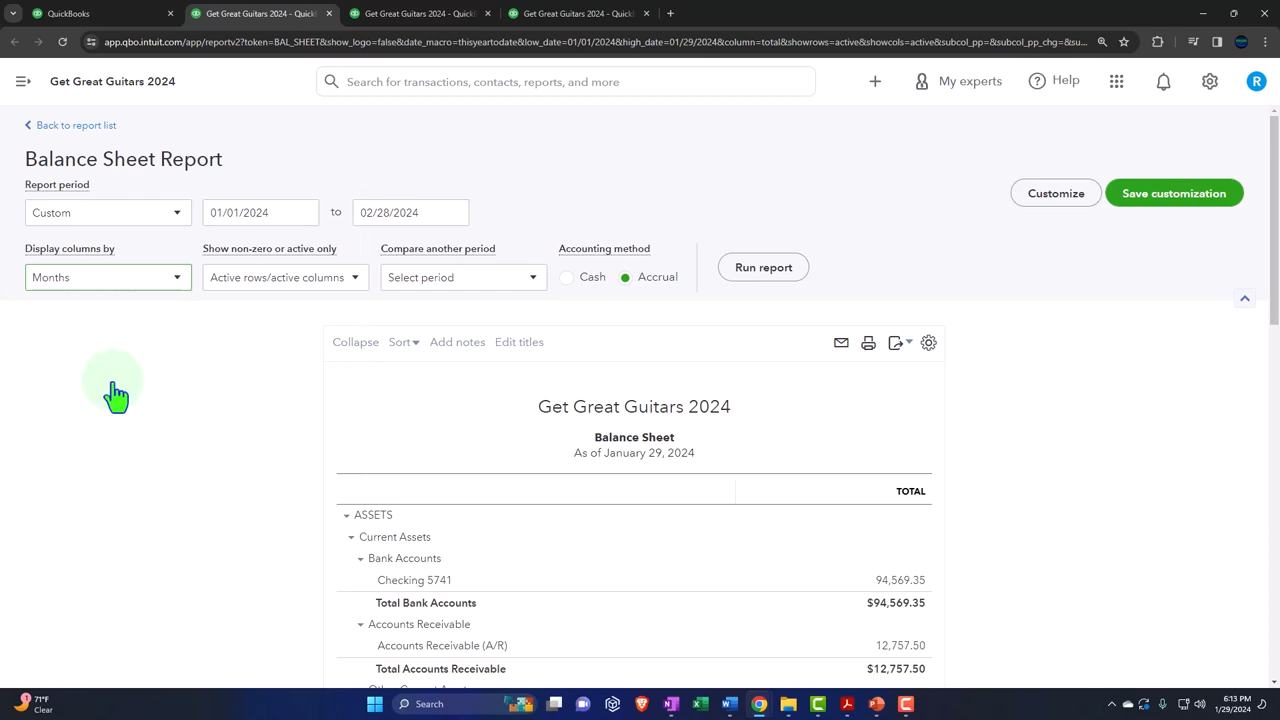 QuickBooks
Get Great Guitars 2024 - QuickB
Get Great Guitars 2024 - QuickB
Get Great Guitars 2024 - QuickB
app.qbo.intuit.com/app/reportv2?token=BAL_SHEET&show_logo=false&date_macro=thisyeartodate&low_date=01/01/2024&high_date=01/29/2024&column=total&showrows=active&showcols=active&subcol_pp=&subcol_pp_chg=&su...
Get Great Guitars 2024
Search for transactions, contacts, reports, and more
My experts
Help
R
Back to report list
Balance Sheet Report
Report period
Custom
01/01/2024
to
02/28/2024
Customize
Save customization
Display columns by
Show non-zero or active only
Compare another period
Accounting method
Months
Active rows/active columns
Select period
Cash
Accrual
Run report
Collapse
Sort
Add notes
Edit titles
Get Great Guitars 2024
Balance Sheet
As of January 29, 2024
TOTAL
ASSETS
Current Assets
Bank Accounts
Checking 5741 94,569.35
Total Bank Accounts $94,569.35
Accounts Receivable
Accounts Receivable (A/R) 12,757.50
Total Accounts Receivable $12,757.50
1
71°F
Clear
Search
6:13 PM
1/29/2024